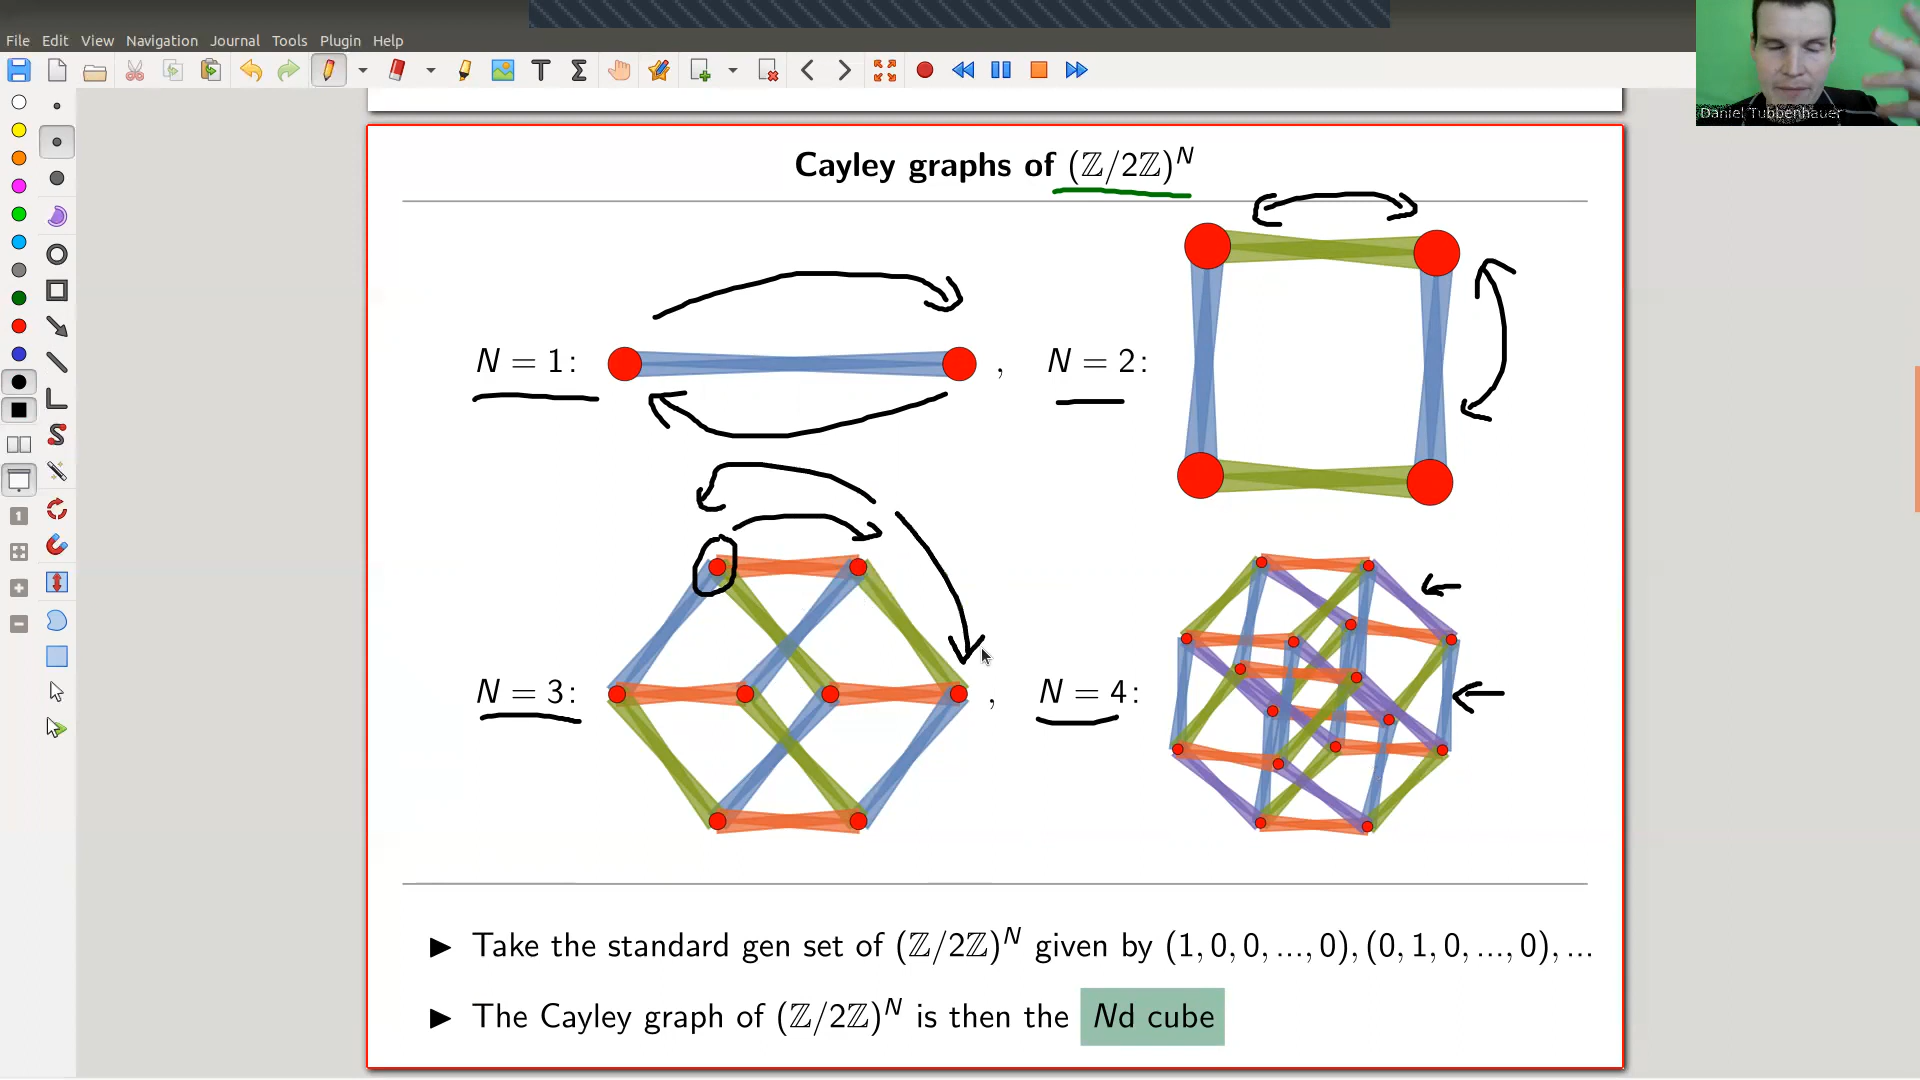 File Edit View Navigation Journal Tools Plugin Help
Daniel Tubbenhauer
Cayley graphs of (ℤ/2ℤ)^N
N = 1: , N = 2:
N = 3: , N = 4:
▶ Take the standard gen set of (ℤ/2ℤ)^N given by (1, 0, 0, ..., 0), (0, 1, 0, ..., 0), ...
▶ The Cayley graph of (ℤ/2ℤ)^N is then the Nd cube